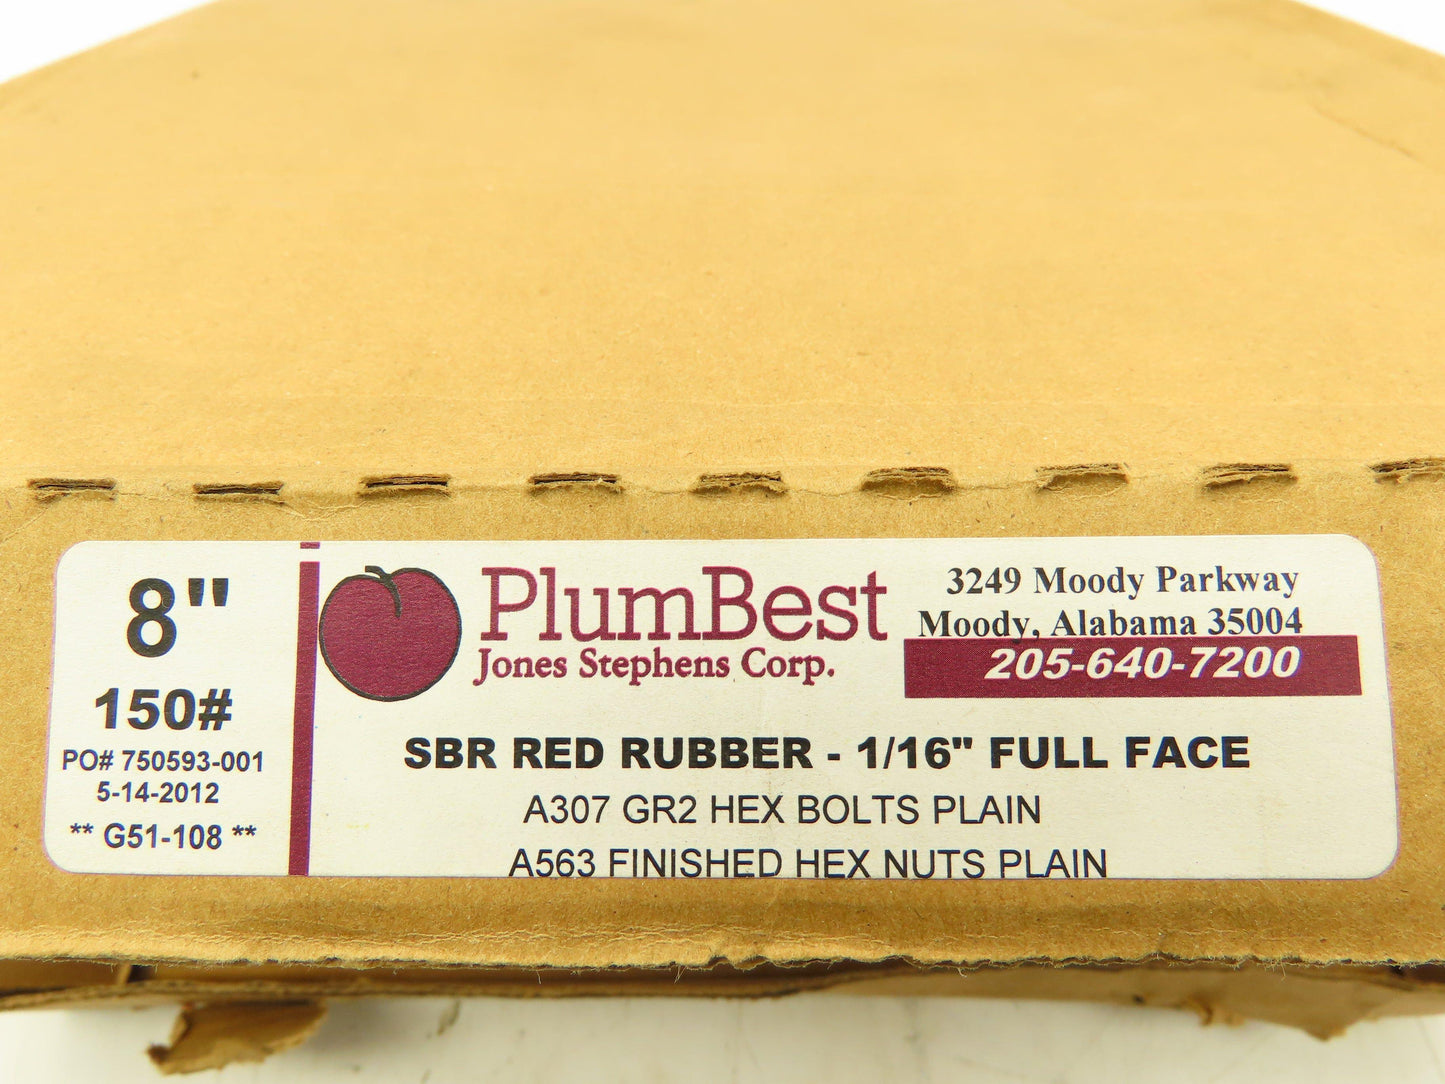 8"
150#
PO# 750593-001
5-14-2012
** G51-108 **
PlumBest
Jones Stephens Corp.
3249 Moody Parkway
Moody, Alabama 35004
205-640-7200
SBR RED RUBBER - 1/16" FULL FACE
A307 GR2 HEX BOLTS PLAIN
A563 FINISHED HEX NUTS PLAIN